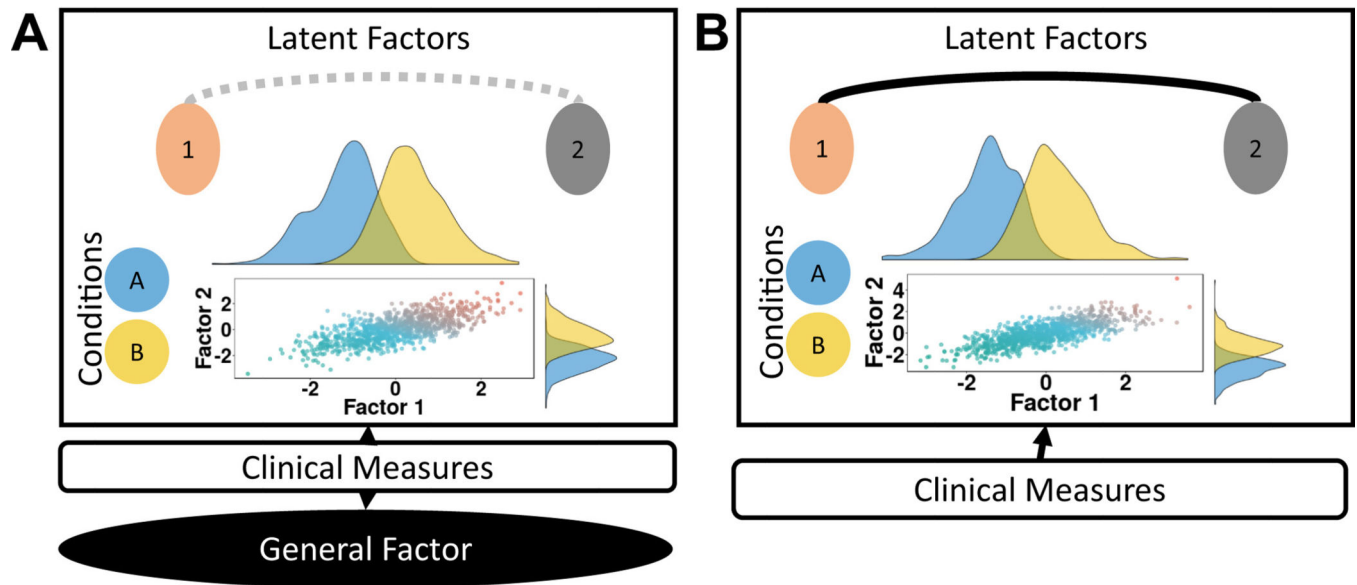 A
Latent Factors
1
2
Conditions
A
B
Factor 2
2
0
-2
-2
0
2
Factor 1
Clinical Measures
General Factor
B
Latent Factors
1
2
Conditions
A
B
Factor 2
4
2
0
-2
-2
0
2
Factor 1
Clinical Measures